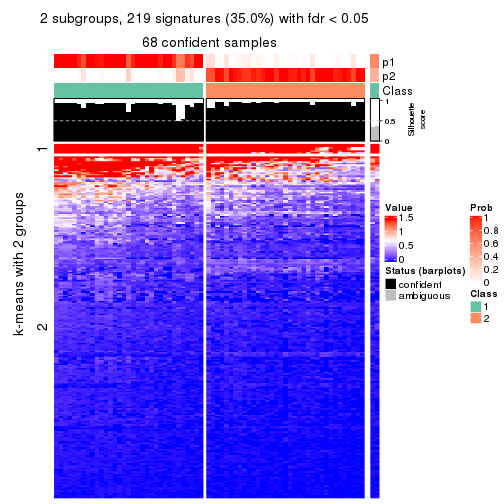 2 subgroups, 219 signatures (35.0%) with fdr < 0.05
68 confident samples
p1
p2
Class
1
0.5
0
Silhouette
score
k-means with 2 groups
1
2
Value
1.5
1
0.5
0
Status (barplots)
confident
ambiguous
Prob
1
0.8
0.6
0.4
0.2
0
Class
1
2